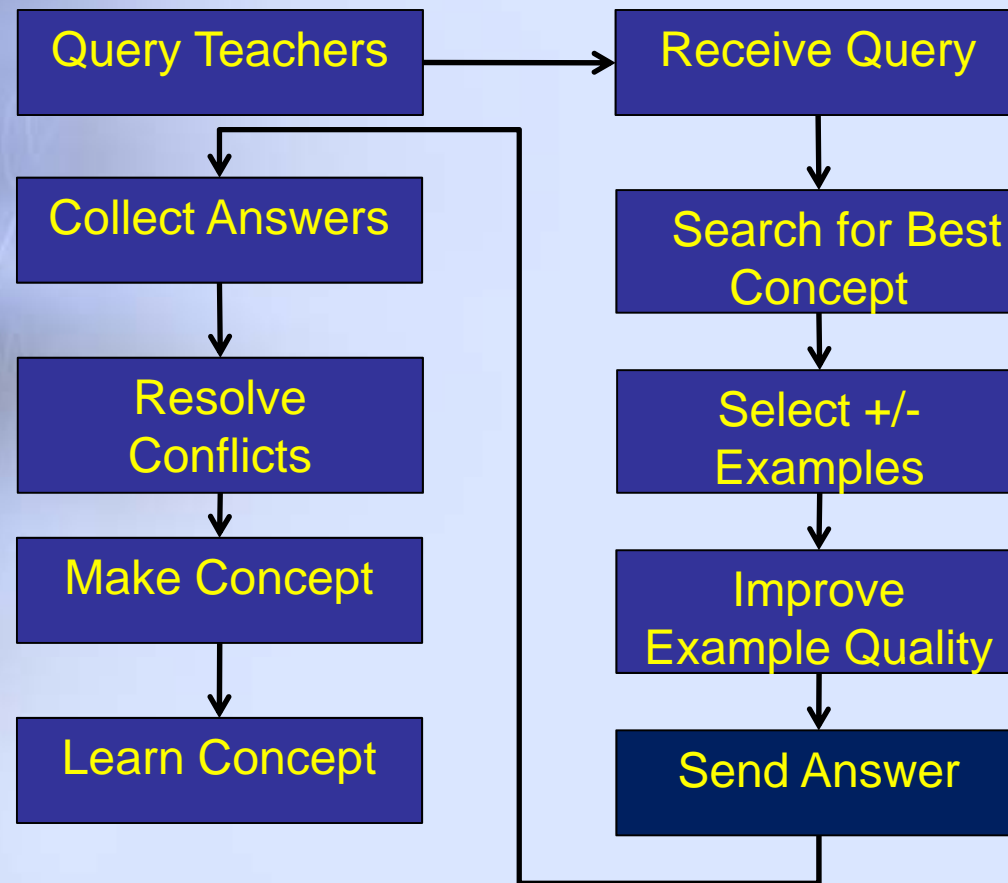 Query Teachers
Receive Query
Search for Best
Concept
Select +/-
Examples
Improve
Example Quality
Send Answer
Collect Answers
Resolve
Conflicts
Make Concept
Learn Concept